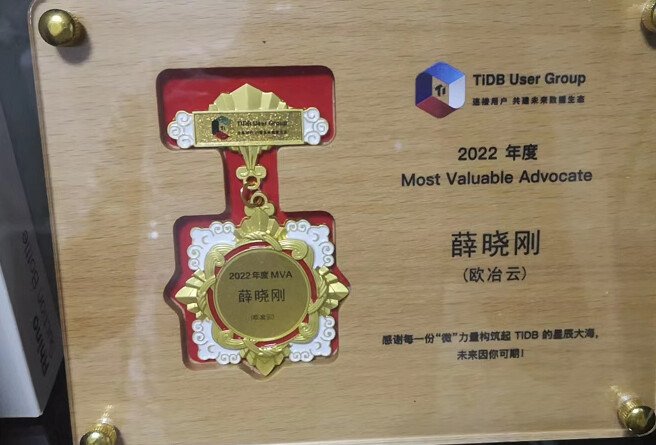 TiDB User Group
连接用户 共建未来数据生态
TiDB User Group
2022 年度
Most Valuable Advocate
薛晓刚
(欧冶云)
感谢每一份“微”力量构筑起 TiDB 的星辰大海，
未来因你可期！
2022 年度 MVA
薛晓刚
(欧冶云)